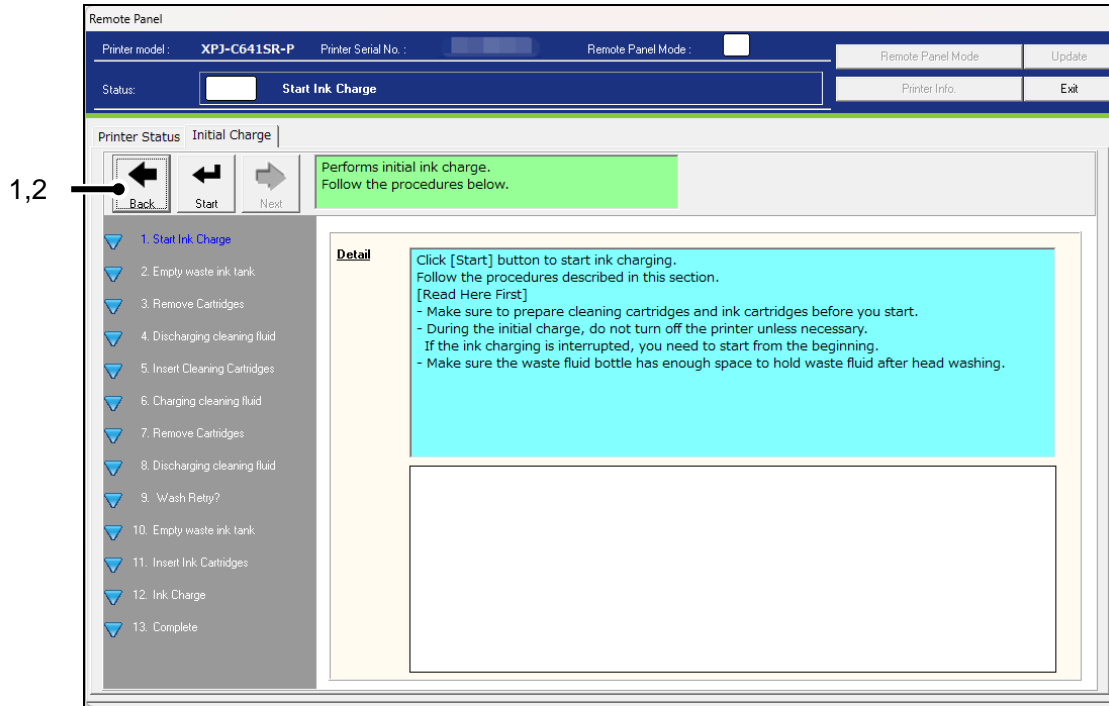 Remote Panel
Printer model : XPJ-C641SR-P Printer Serial No. : Remote Panel Mode :
Remote Panel Mode Update
Status: Start Ink Charge
Printer Info. Exit
Printer Status Initial Charge
1,2
Back Start Next
Performs initial ink charge.
Follow the procedures below.
1. Start Ink Charge
2. Empty waste ink tank
3. Remove Cartridges
4. Discharging cleaning fluid
5. Insert Cleaning Cartridges
6. Charging cleaning fluid
7. Remove Cartridges
8. Discharging cleaning fluid
9. Wash Retry?
10. Empty waste ink tank
11. Insert Ink Cartridges
12. Ink Charge
13. Complete
Detail
Click [Start] button to start ink charging.
Follow the procedures described in this section.
[Read Here First]
- Make sure to prepare cleaning cartridges and ink cartridges before you start.
- During the initial charge, do not turn off the printer unless necessary.
If the ink charging is interrupted, you need to start from the beginning.
- Make sure the waste fluid bottle has enough space to hold waste fluid after head washing.